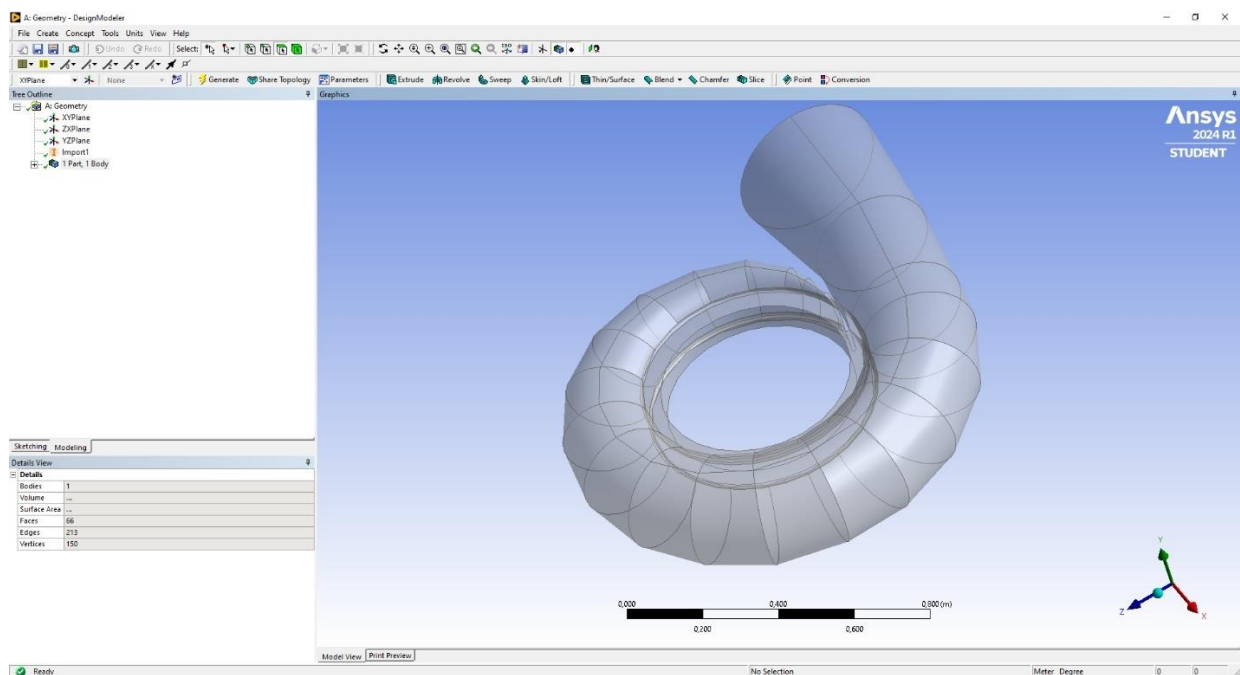 A: Geometry - DesignModeler
File Create Concept Tools Units View Help
Undo Redo Select:
XYPlane None Generate Share Topology Parameters Extrude Revolve Sweep Skin/Loft Thin/Surface Blend Chamfer Slice Point Conversion
Tree Outline
A: Geometry
XYPlane
ZXPlane
YZPlane
Import1
1 Part, 1 Body
Sketching Modeling
Details View
Details
Bodies 1
Volume ...
Surface Area ...
Faces 66
Edges 213
Vertices 150
Graphics
Ansys
2024 R1
STUDENT
0,000 0,400 0,800 (m)
0,200 0,600
Y
Z
X
Model View Print Preview
Ready No Selection Meter Degree 0 0